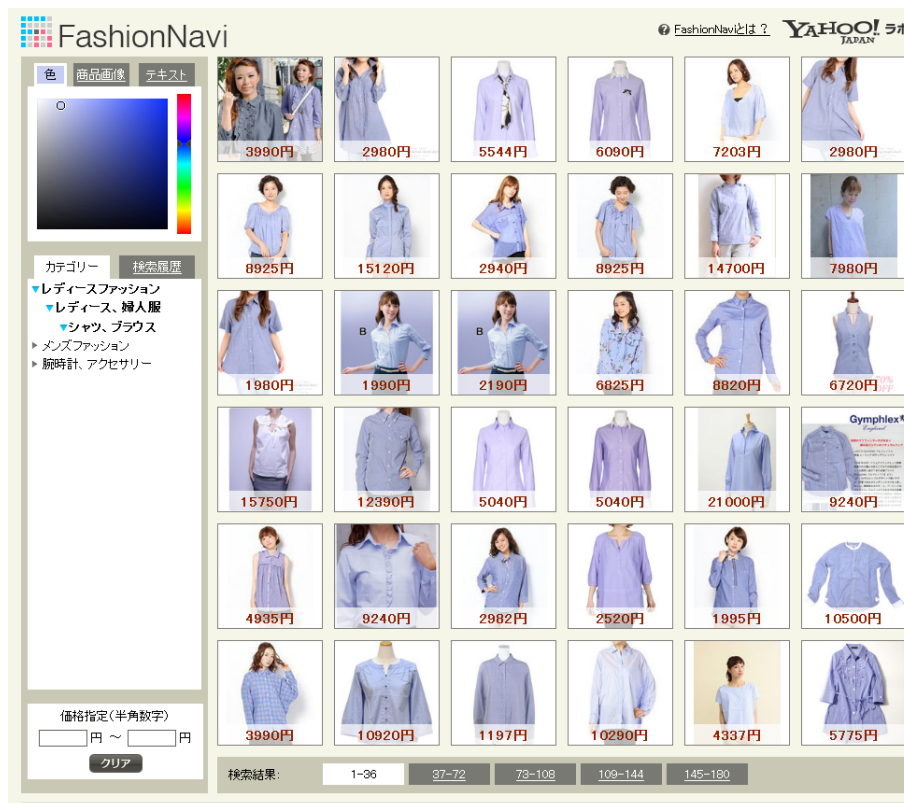 FashionNavi
FashionNaviとは？
YAHOO! ラボ
JAPAN
色
商品画像
テキスト
3990円
2980円
5544円
6090円
7203円
2980円
8925円
15120円
2940円
8925円
14700円
7980円
カテゴリー
検索履歴
▼レディースファッション
▼レディース、婦人服
▼シャツ、ブラウス
▶メンズファッション
▶腕時計、アクセサリー
B
B
1980円
1990円
2190円
6825円
8820円
6720円
Gymphlex
England
15750円
12390円
5040円
5040円
21000円
9240円
4935円
9240円
2982円
2520円
1995円
10500円
3990円
10920円
1197円
10290円
4337円
5775円
価格指定(半角数字)
円 ～ 円
クリア
検索結果:
1-36
37-72
73-108
109-144
145-180